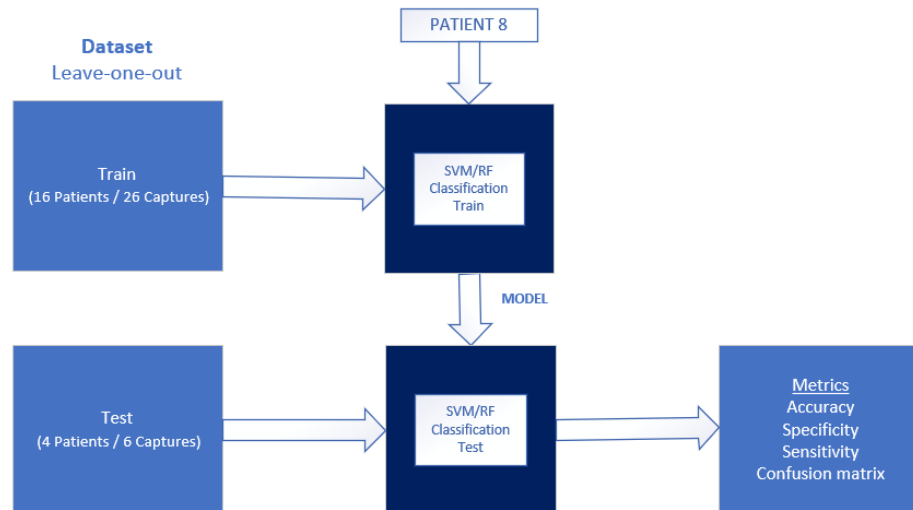 PATIENT 8
Dataset
Leave-one-out
Train
(16 Patients / 26 Captures)
SVM/RF
Classification
Train
MODEL
Test
(4 Patients / 6 Captures)
SVM/RF
Classification
Test
Metrics
Accuracy
Specificity
Sensitivity
Confusion matrix